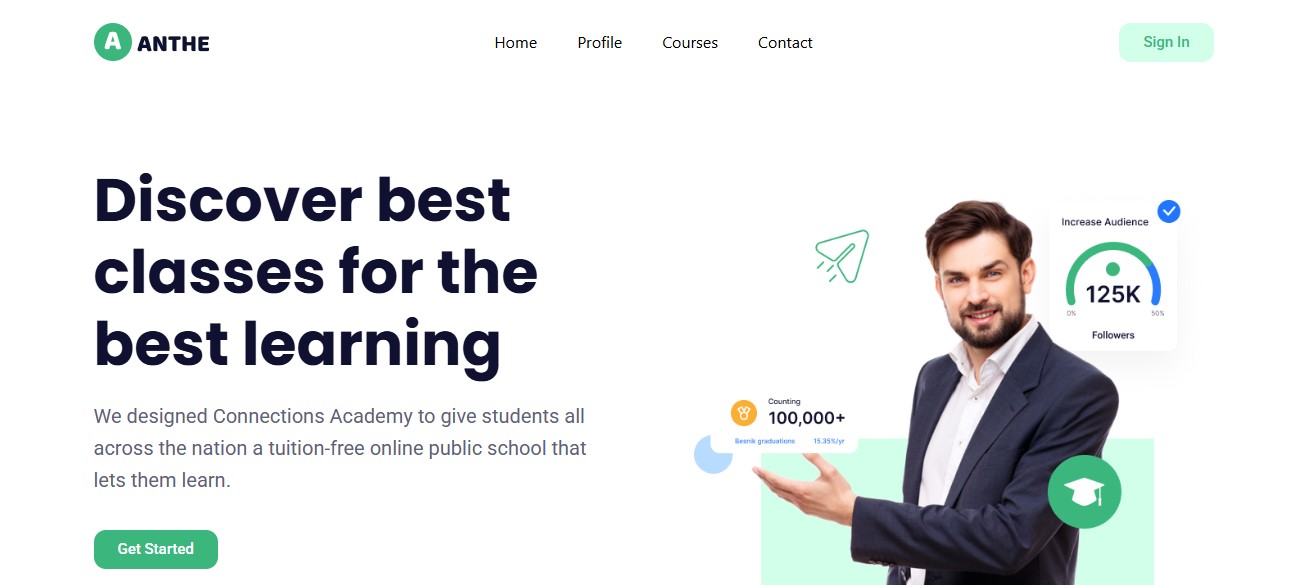 A ANTHE
Home Profile Courses Contact
Sign In
Discover best
classes for the
best learning
We designed Connections Academy to give students all
across the nation a tuition-free online public school that
lets them learn.
Get Started
Increase Audience
125K
0% 50%
Followers
Counting
100,000+
Besnik graduations 15.35%/yr